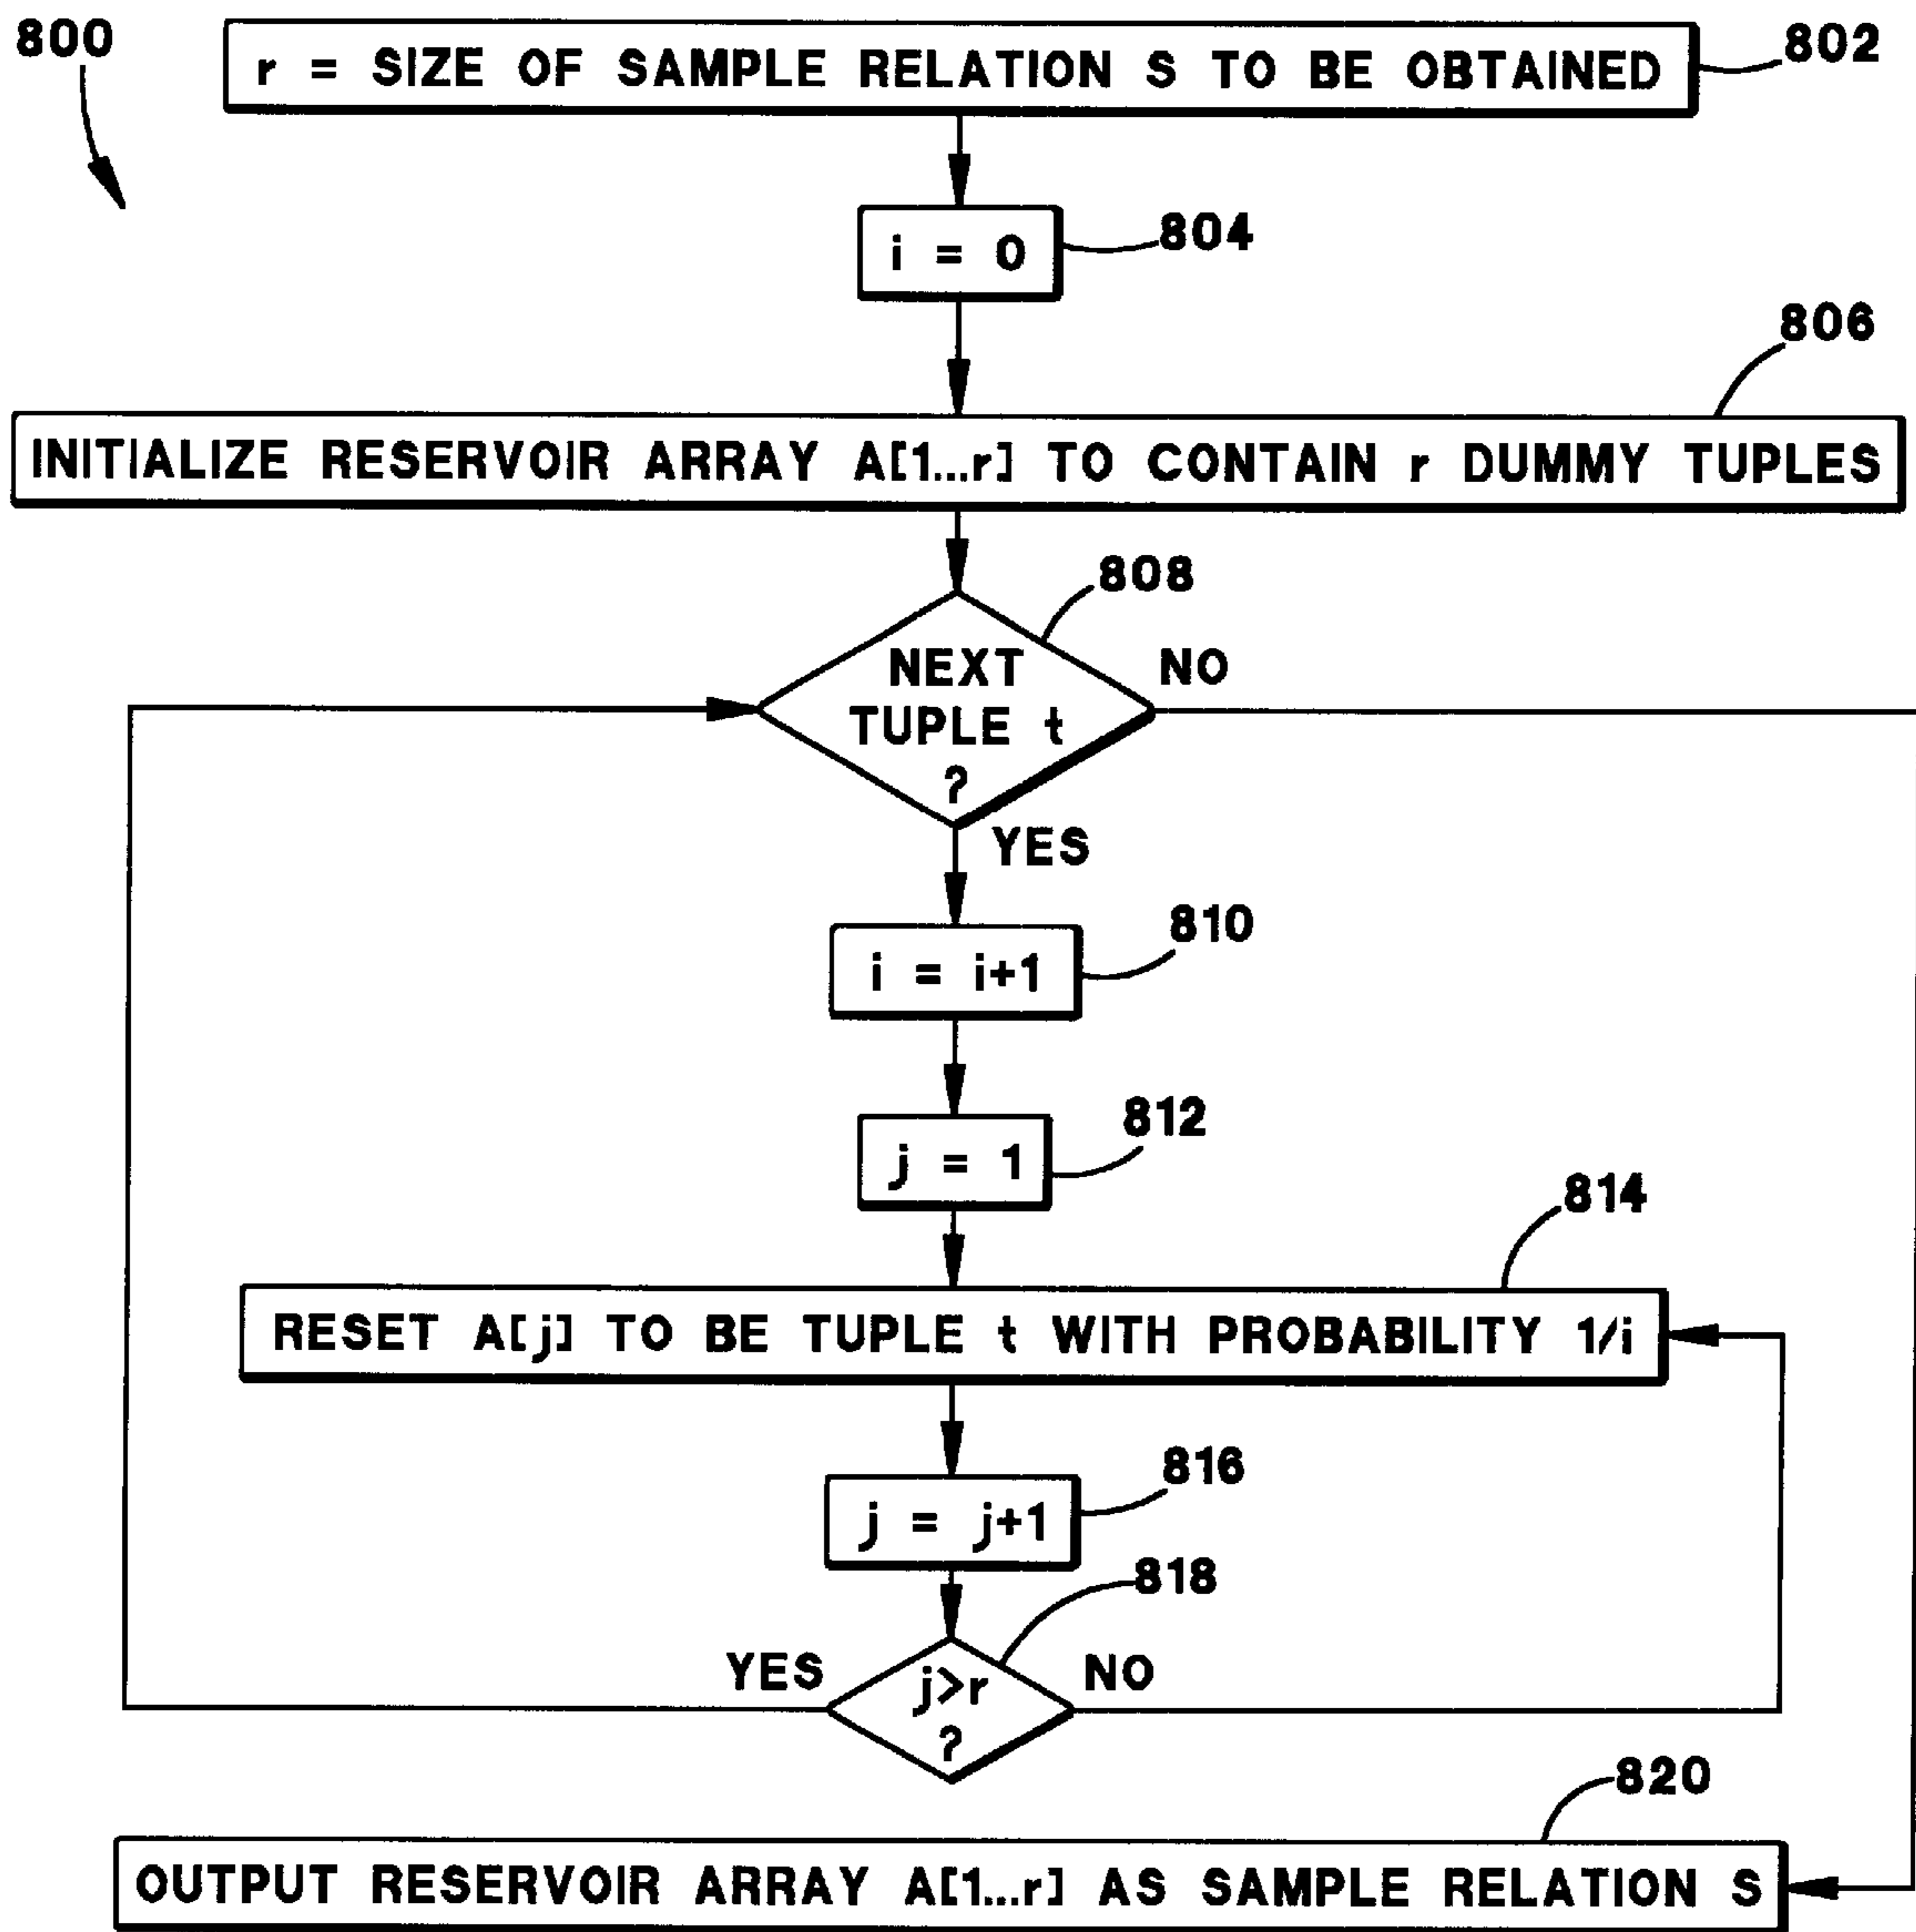 800
r = SIZE OF SAMPLE RELATION S TO BE OBTAINED
802
i = 0
804
806
INITIALIZE RESERVOIR ARRAY A[1...r] TO CONTAIN r DUMMY TUPLES
808
NEXT
TUPLE t
?
NO
YES
810
i = i+1
812
j = 1
814
RESET A[j] TO BE TUPLE t WITH PROBABILITY 1/i
816
j = j+1
818
YES
j>r
?
NO
820
OUTPUT RESERVOIR ARRAY A[1...r] AS SAMPLE RELATION S